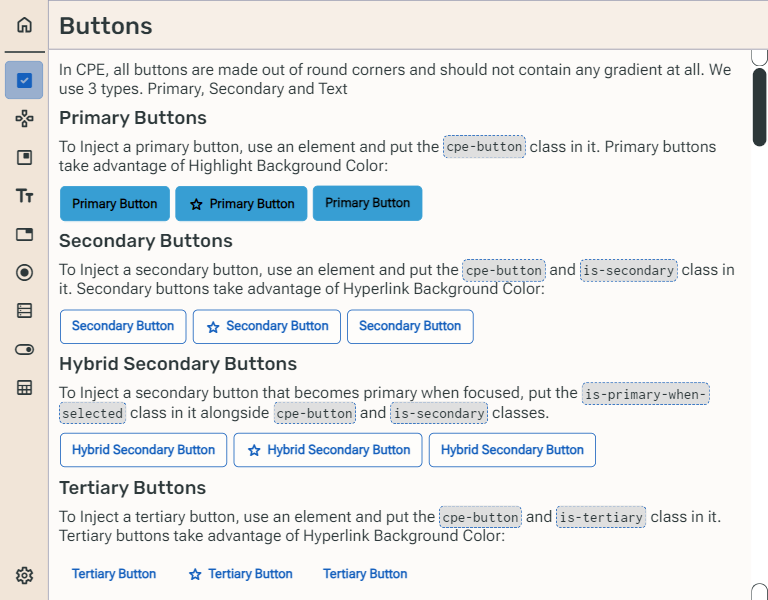 Buttons
In CPE, all buttons are made out of round corners and should not contain any gradient at all. We
use 3 types. Primary, Secondary and Text
Primary Buttons
To Inject a primary button, use an element and put the cpe-button class in it. Primary buttons
take advantage of Highlight Background Color:
Primary Button Primary Button Primary Button
Secondary Buttons
To Inject a secondary button, use an element and put the cpe-button and is-secondary class in
it. Secondary buttons take advantage of Hyperlink Background Color:
Secondary Button Secondary Button Secondary Button
Hybrid Secondary Buttons
To Inject a secondary button that becomes primary when focused, put the is-primary-when-
selected class in it alongside cpe-button and is-secondary classes.
Hybrid Secondary Button Hybrid Secondary Button Hybrid Secondary Button
Tertiary Buttons
To Inject a tertiary button, use an element and put the cpe-button and is-tertiary class in it.
Tertiary buttons take advantage of Hyperlink Background Color:
Tertiary Button Tertiary Button Tertiary Button